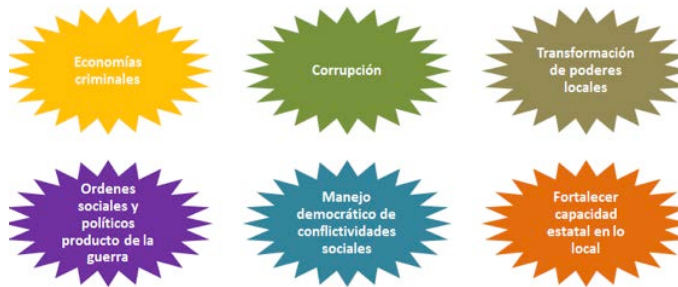 Economías
criminales
Corrupción
Transformación
de poderes
locales
Ordenes
sociales y
políticos
producto de la
guerra
Manejo
democrático de
conflictividades
sociales
Fortalecer
capacidad
estatal en lo
local